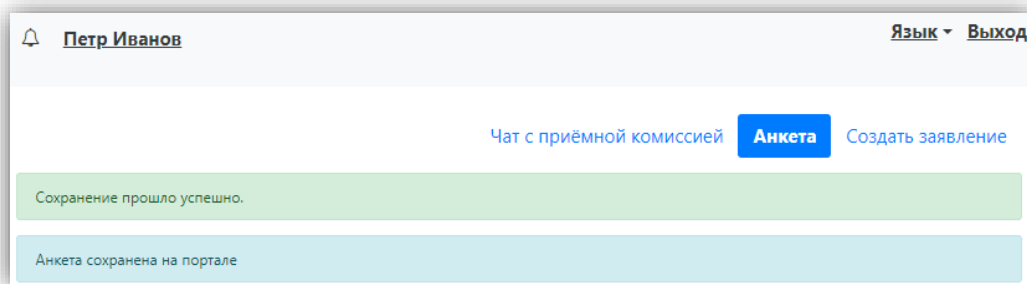 Петр Иванов Язык Выход
Чат с приёмной комиссией Анкета Создать заявление
Сохранение прошло успешно.
Анкета сохранена на портале